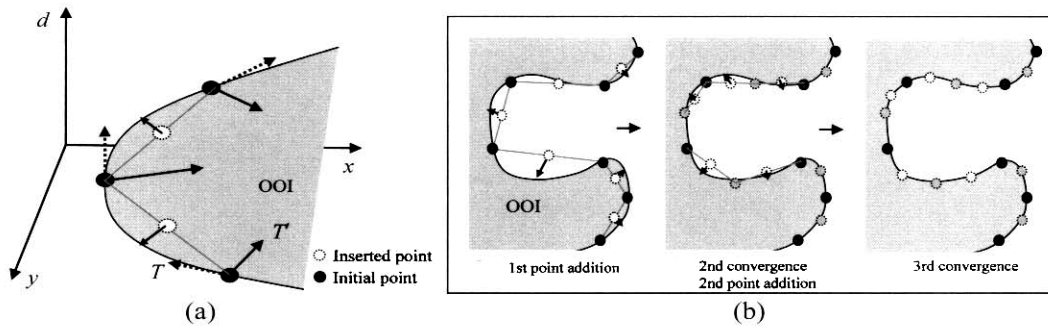 d
x
y
OOI
T'
T
Inserted point
Initial point
(a)
OOI
1st point addition
2nd convergence
2nd point addition
3rd convergence
(b)